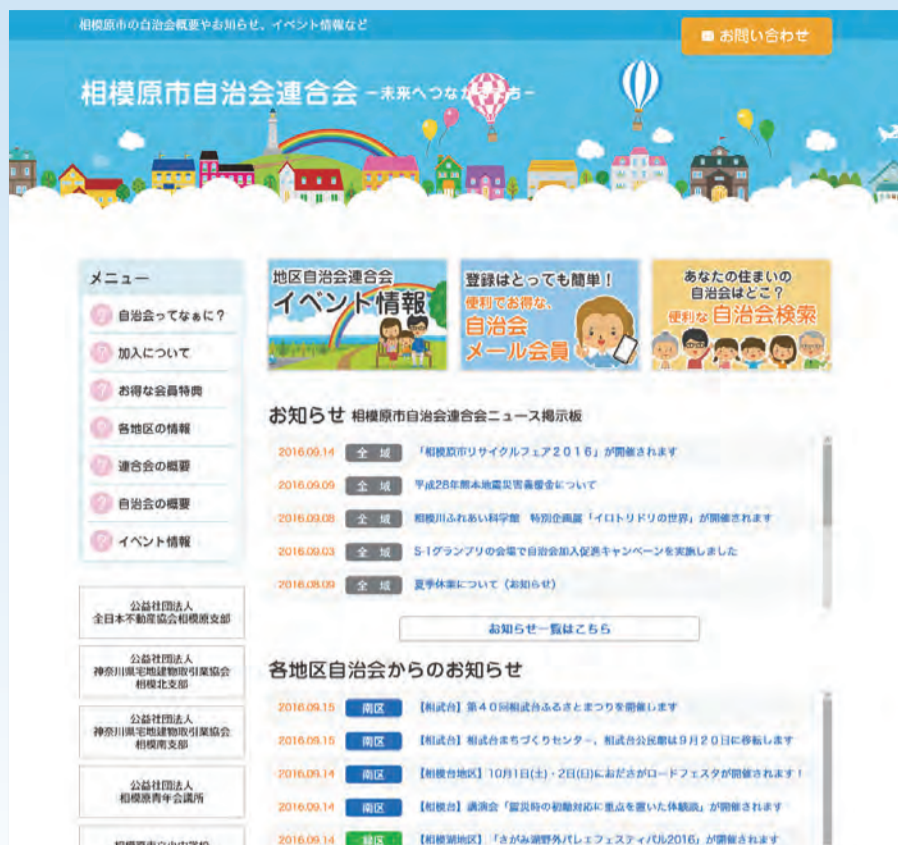 相模原市の自治会概要やお知らせ、イベント情報など
お問い合わせ
相模原市自治会連合会 －未来へつながるまち－
メニュー
自治会ってなぁに？
加入について
お得な会員特典
各地区の情報
連合会の概要
自治会の概要
イベント情報
公益社団法人
全日本不動産協会相模原支部
公益社団法人
神奈川県宅地建物取引業協会
相模北支部
公益社団法人
神奈川県宅地建物取引業協会
相模南支部
公益社団法人
相模原青年会議所
地区自治会連合会
イベント情報
登録はとっても簡単！
便利でお得な、
自治会
メール会員
あなたの住まいの
自治会はどこ？
便利な 自治会検索
お知らせ 相模原市自治会連合会ニュース掲示板
2016.09.14 全 域 「相模原市リサイクルフェア２０１６」が開催されます
2016.09.09 全 域 平成28年熊本地震災害義援金について
2016.09.08 全 域 相模川ふれあい科学館 特別企画展「イロトリドリの世界」が開催されます
2016.09.03 全 域 S-1グランプリの会場で自治会加入促進キャンペーンを実施しました
2016.08.09 全 域 夏季休業について（お知らせ）
お知らせ一覧はこちら
各地区自治会からのお知らせ
2016.09.15 南区 【相武台】第４０回相武台ふるさとまつりを開催します
2016.09.15 南区 【相武台】相武台まちづくりセンター、相武台公民館は９月２０日に移転します
2016.09.14 南区 【相模台地区】10月1日(土)・2日(日)におださがロードフェスタが開催されます！
2016.09.14 南区 【相模台】講演会「震災時の初動対応に重点を置いた体験談」が開催されます
2016.09.14 緑区 【相模湖地区】「さがみ湖野外バレェフェスティバル2016」が開催されます